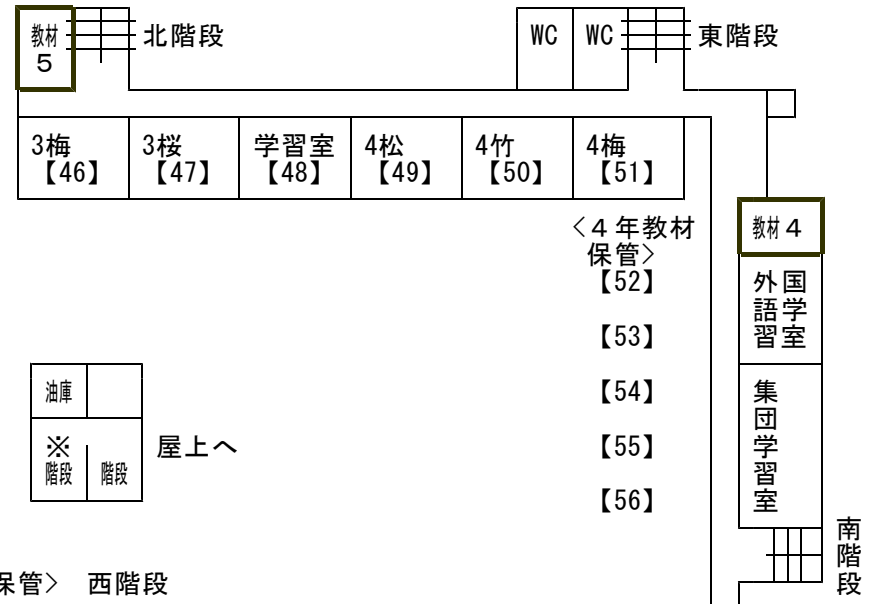 教材
5
北階段
WC
WC
東階段
3梅
【46】
3桜
【47】
学習室
【48】
4松
【49】
4竹
【50】
4梅
【51】
<４年教材
保管>
【52】
【53】
【54】
【55】
【56】
教材４
外国
語学
習室
集団学習室
南階段
油庫
※
階段
階段
屋上へ
保管>
西階段